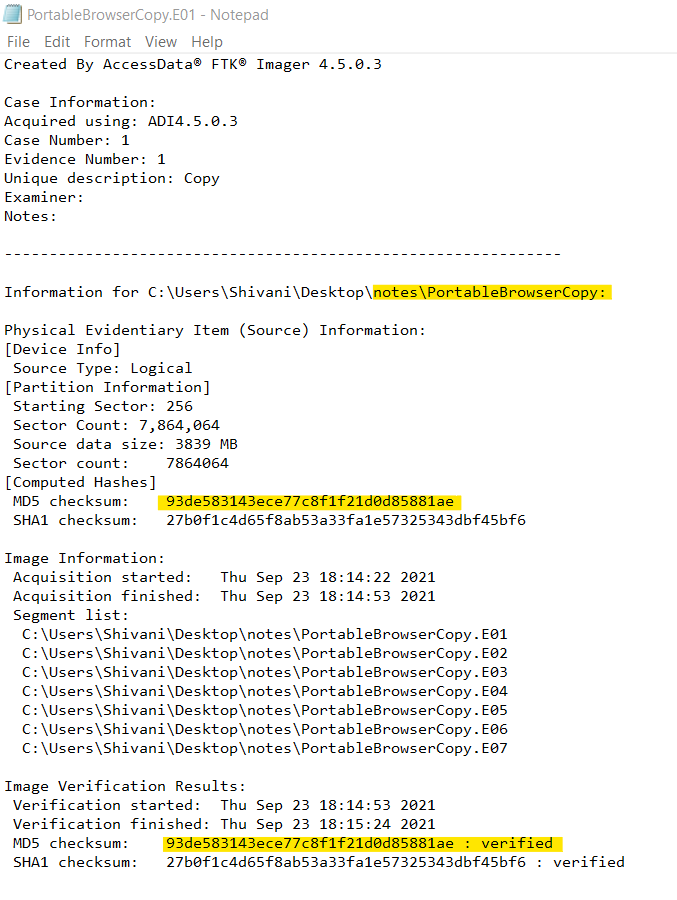 PortableBrowserCopy.E01 - Notepad
File Edit Format View Help
Created By AccessData® FTK® Imager 4.5.0.3
Case Information:
Acquired using: ADI4.5.0.3
Case Number: 1
Evidence Number: 1
Unique description: Copy
Examiner:
Notes:
--------------------------------------------------------------
Information for C:\Users\Shivani\Desktop\notes\PortableBrowserCopy:
Physical Evidentiary Item (Source) Information:
[Device Info]
Source Type: Logical
[Partition Information]
Starting Sector: 256
Sector Count: 7,864,064
Source data size: 3839 MB
Sector count:    7864064
[Computed Hashes]
MD5 checksum:    93de583143ece77c8f1f21d0d85881ae
SHA1 checksum:   27b0f1c4d65f8ab53a33fa1e57325343dbf45bf6
Image Information:
Acquisition started:   Thu Sep 23 18:14:22 2021
Acquisition finished:  Thu Sep 23 18:14:53 2021
Segment list:
C:\Users\Shivani\Desktop\notes\PortableBrowserCopy.E01
C:\Users\Shivani\Desktop\notes\PortableBrowserCopy.E02
C:\Users\Shivani\Desktop\notes\PortableBrowserCopy.E03
C:\Users\Shivani\Desktop\notes\PortableBrowserCopy.E04
C:\Users\Shivani\Desktop\notes\PortableBrowserCopy.E05
C:\Users\Shivani\Desktop\notes\PortableBrowserCopy.E06
C:\Users\Shivani\Desktop\notes\PortableBrowserCopy.E07
Image Verification Results:
Verification started:  Thu Sep 23 18:14:53 2021
Verification finished: Thu Sep 23 18:15:24 2021
MD5 checksum:    93de583143ece77c8f1f21d0d85881ae : verified
SHA1 checksum:   27b0f1c4d65f8ab53a33fa1e57325343dbf45bf6 : verified